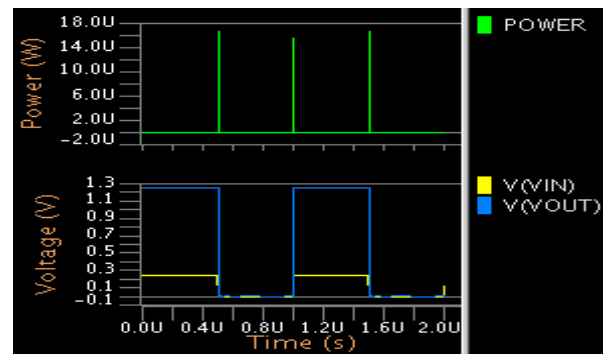 Power (W)
18.0U
14.0U
10.0U
6.0U
2.0U
-2.0U
POWER
Voltage (V)
1.3
1.1
0.9
0.7
0.5
0.3
0.1
-0.1
V(VIN)
V(VOUT)
0.0U 0.4U 0.8U 1.2U 1.6U 2.0U
Time (s)